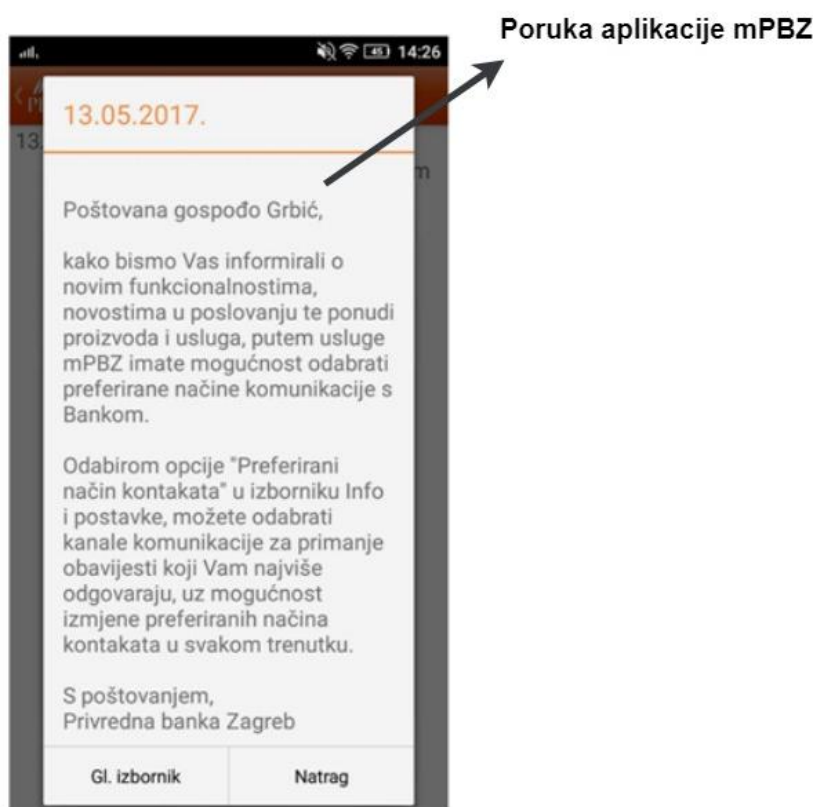 Poruka aplikacije mPBZ
45 14:26
13.05.2017.
13.
m
Poštovana gospođo Grbić,
kako bismo Vas informirali o
novim funkcionalnostima,
novostima u poslovanju te ponudi
proizvoda i usluga, putem usluge
mPBZ imate mogućnost odabrati
preferirane načine komunikacije s
Bankom.
Odabirom opcije "Preferirani
način kontakata" u izborniku Info
i postavke, možete odabrati
kanale komunikacije za primanje
obavijesti koji Vam najviše
odgovaraju, uz mogućnost
izmjene preferiranih načina
kontakata u svakom trenutku.
S poštovanjem,
Privredna banka Zagreb
Gl. izbornik Natrag